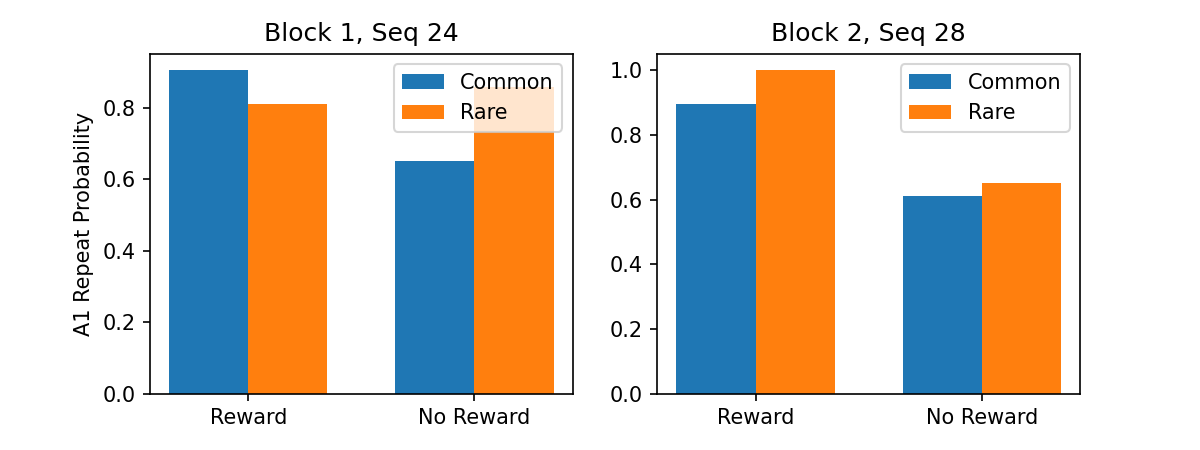 Block 1, Seq 24
A1 Repeat Probability
0.8
0.6
0.4
0.2
0.0
Common
Rare
Reward
No Reward
Block 2, Seq 28
1.0
0.8
0.6
0.4
0.2
0.0
Common
Rare
Reward
No Reward